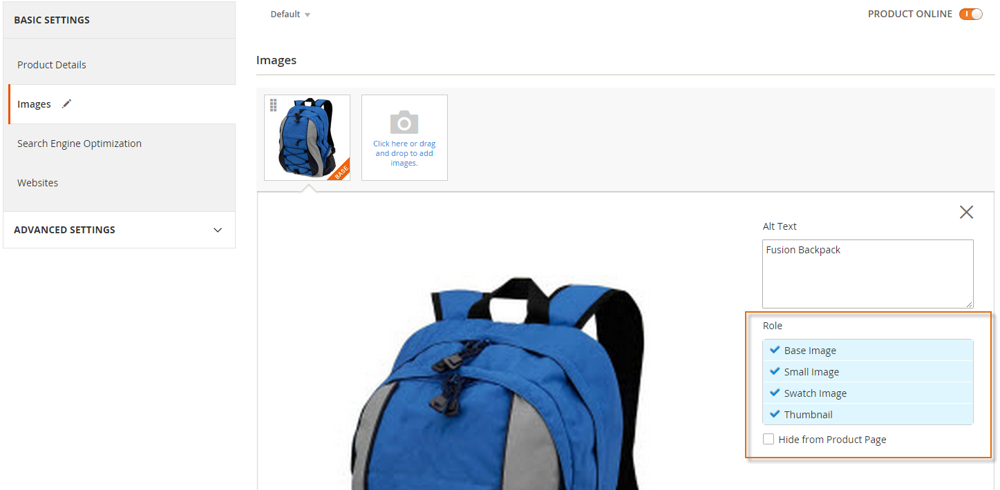 BASIC SETTINGS
Product Details
Images
Search Engine Optimization
Websites
ADVANCED SETTINGS
Default
PRODUCT ONLINE
Images
BASE
Click here or drag
and drop to add
images.
Alt Text
Fusion Backpack
Role
Base Image
Small Image
Swatch Image
Thumbnail
Hide from Product Page